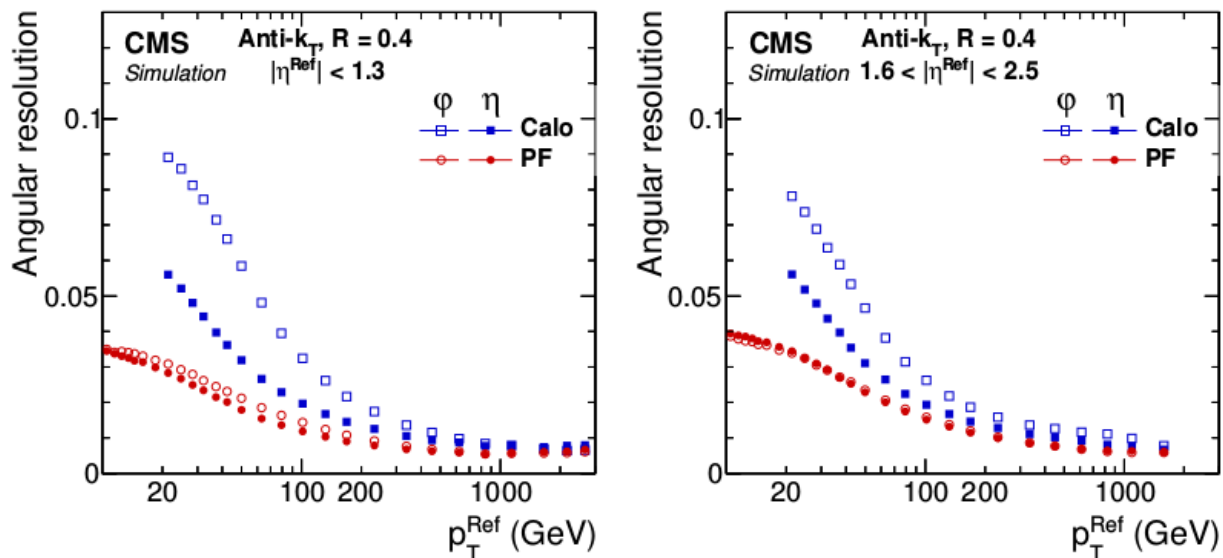 CMS Anti-kT, R = 0.4
Simulation |ηRef| < 1.3
φ η
Calo
PF
Angular resolution
0.1
0.05
0
20 100 200 1000
pTRef (GeV)
CMS Anti-kT, R = 0.4
Simulation 1.6 < |ηRef| < 2.5
φ η
Calo
PF
Angular resolution
0.1
0.05
0
20 100 200 1000
pTRef (GeV)